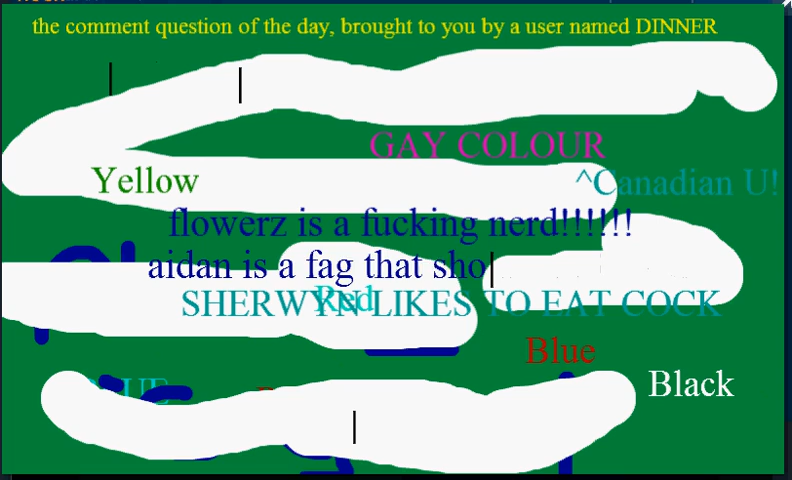 the comment question of the day, brought to you by a user named DINNER
GAY COLOUR
Yellow
^Canadian U!
flowerz is a fucking nerd!!!!!!
aidan is a fag that sho
Red
SHERWYN LIKES TO EAT COCK
Blue
Black